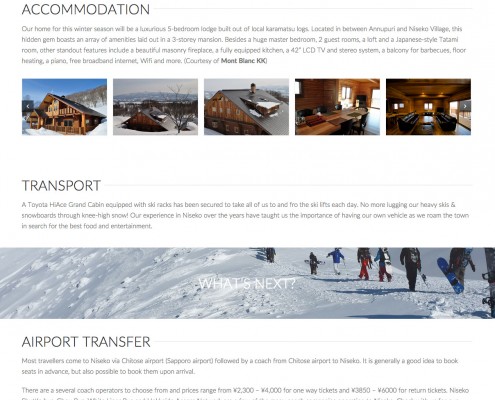 ACCOMMODATION
Our home for this winter season will be a luxurious 5-bedroom lodge built out of local karamatsu logs. Located in between Annupuri and Niseko Village, this
hidden gem boasts an array of amenities laid out in a 3-storey mansion. Besides a huge master bedroom, 2 guest rooms, a loft and a Japanese-style Tatami
room, other standout features include a beautiful masonry fireplace, a fully equipped kitchen, a 42" LCD TV and stereo system, a balcony for barbecues, floor
heating, a piano, free broadband internet, Wifi and more. (Courtesy of Mont Blanc KK)
TRANSPORT
A Toyota HiAce Grand Cabin equipped with ski racks has been secured to take all of us to and fro the ski lifts each day. No more lugging our heavy skis &
snowboards through knee-high snow! Our experience in Niseko over the years have taught us the importance of having our own vehicle as we roam the town
in search for the best food and entertainment.
WHAT'S NEXT?
AIRPORT TRANSFER
Most travellers come to Niseko via Chitose airport (Sapporo airport) followed by a coach from Chitose airport to Niseko. It is generally a good idea to book
seats in advance, but also possible to book them upon arrival.
There are a several coach operators to choose from and prices range from ¥2,300 – ¥4,000 for one way tickets and ¥3850 – ¥6000 for return tickets. Niseko